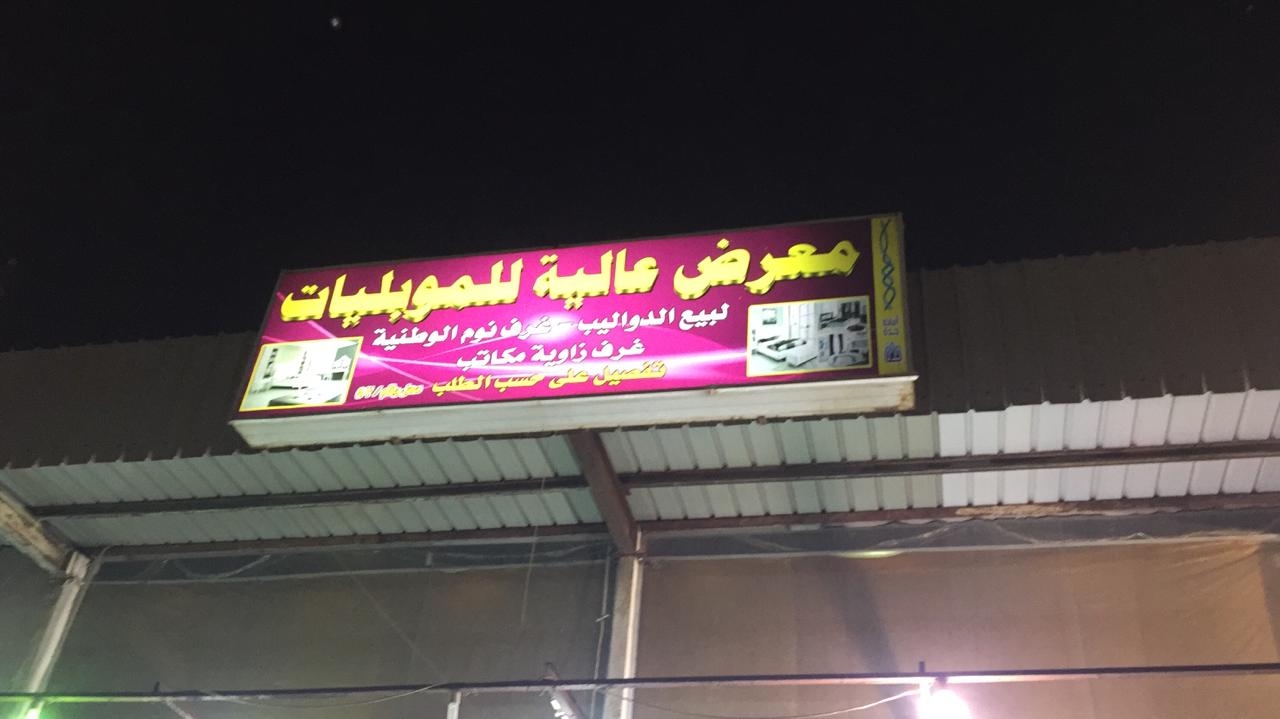 معرض عالية للموبليات
لبيع الدواليب - غرف نوم الوطنية
غرف زاوية مكاتب
تفصيل على حسب الطلب